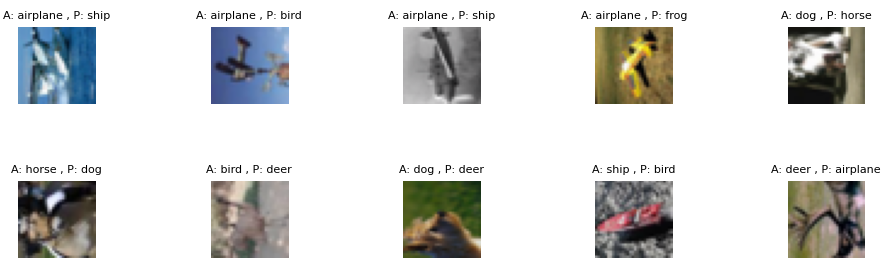 A: airplane , P: ship
A: airplane , P: bird
A: airplane , P: ship
A: airplane , P: frog
A: dog , P: horse
A: horse , P: dog
A: bird , P: deer
A: dog , P: deer
A: ship , P: bird
A: deer , P: airplane